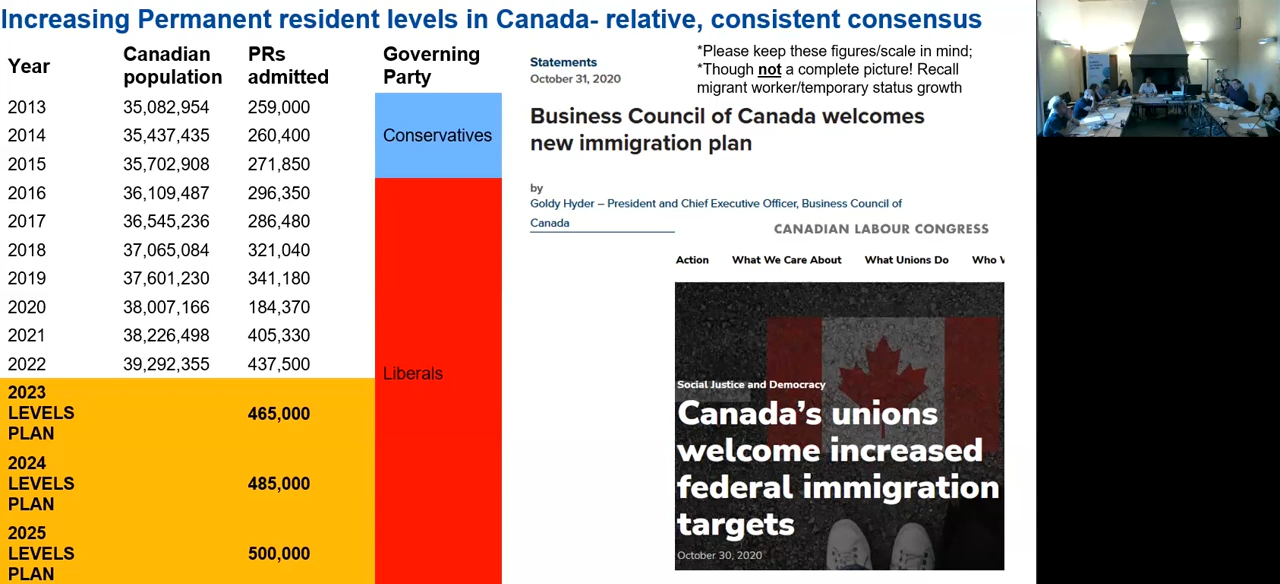 Increasing Permanent resident levels in Canada- relative, consistent consensus
Year
Canadian
population
PRs
admitted
Governing
Party
2013 35,082,954 259,000
2014 35,437,435 260,400
2015 35,702,908 271,850
2016 36,109,487 296,350
2017 36,545,236 286,480
2018 37,065,084 321,040
2019 37,601,230 341,180
2020 38,007,166 184,370
2021 38,226,498 405,330
2022 39,292,355 437,500
2023
LEVELS
PLAN
465,000
2024
LEVELS
PLAN
485,000
2025
LEVELS
PLAN
500,000
Conservatives
Liberals
*Please keep these figures/scale in mind;
*Though not a complete picture! Recall
migrant worker/temporary status growth
Statements
October 31, 2020
Business Council of Canada welcomes
new immigration plan
by
Goldy Hyder – President and Chief Executive Officer, Business Council of
Canada
CANADIAN LABOUR CONGRESS
Action What We Care About What Unions Do Who
Social Justice and Democracy
Canada's unions
welcome increased
federal immigration
targets
October 30, 2020